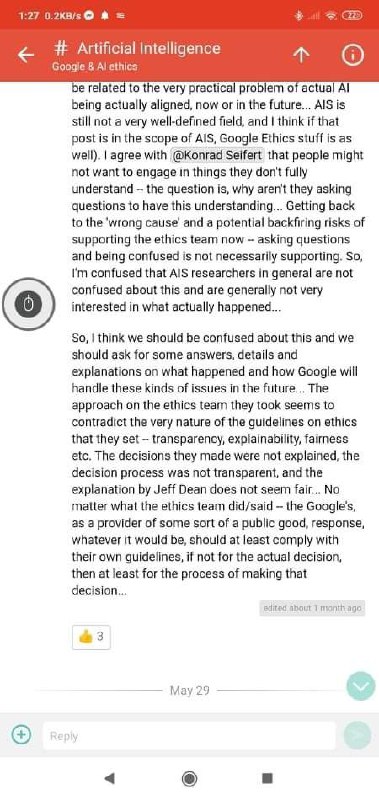 1:27 0.2KB/s
22
# Artificial Intelligence
Google & AI ethics
be related to the very practical problem of actual AI
being actually aligned, now or in the future... AIS is
still not a very well-defined field, and I think if that
post is in the scope of AIS, Google Ethics stuff is as
well). I agree with @Konrad Seifert that people might
not want to engage in things they don't fully
understand -- the question is, why aren't they asking
questions to have this understanding... Getting back
to the 'wrong cause' and a potential backfiring risks of
supporting the ethics team now -- asking questions
and being confused is not necessarily supporting. So,
I'm confused that AIS researchers in general are not
confused about this and are generally not very
interested in what actually happened...
So, I think we should be confused about this and we
should ask for some answers, details and
explanations on what happened and how Google will
handle these kinds of issues in the future... The
approach on the ethics team they took seems to
contradict the very nature of the guidelines on ethics
that they set -- transparency, explainability, fairness
etc. The decisions they made were not explained, the
decision process was not transparent, and the
explanation by Jeff Dean does not seem fair... No
matter what the ethics team did/said -- the Google's,
as a provider of some sort of a public good, response,
whatever it would be, should at least comply with
their own guidelines, if not for the actual decision,
then at least for the process of making that
decision...
edited about 1 month ago
👍 3
May 29
Reply